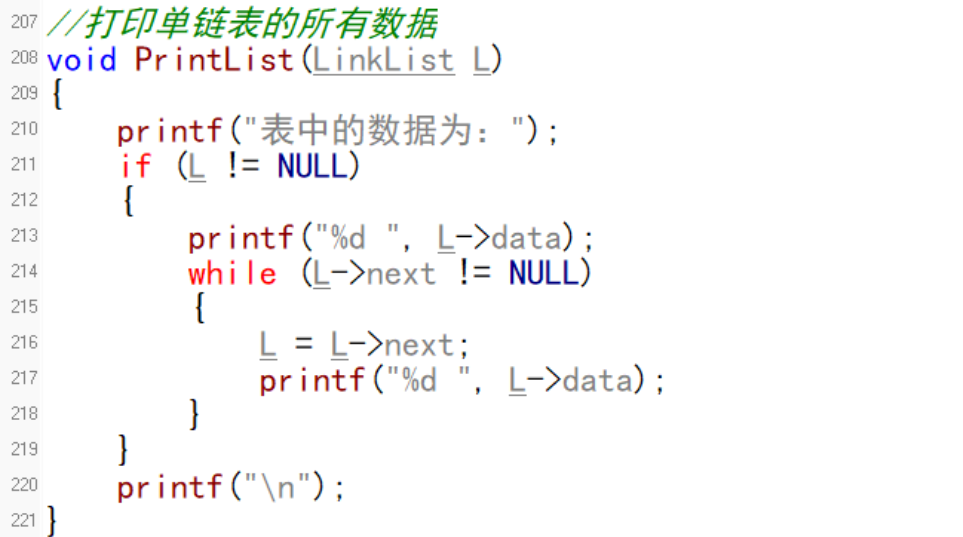 207 //打印单链表的所有数据
208 void PrintList(LinkList L)
209 {
210     printf("表中的数据为：");
211     if (L != NULL)
212     {
213         printf("%d ", L->data);
214         while (L->next != NULL)
215         {
216             L = L->next;
217             printf("%d ", L->data);
218         }
219     }
220     printf("\n");
221 }